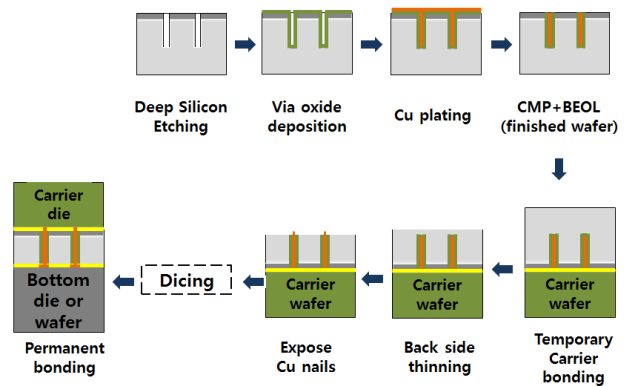 Deep Silicon
Etching
Via oxide
deposition
Cu plating
CMP+BEOL
(finished wafer)
Carrier wafer
Temporary
Carrier
bonding
Carrier wafer
Back side
thinning
Carrier wafer
Expose
Cu nails
Dicing
Carrier
die
Bottom
die or
wafer
Permanent
bonding